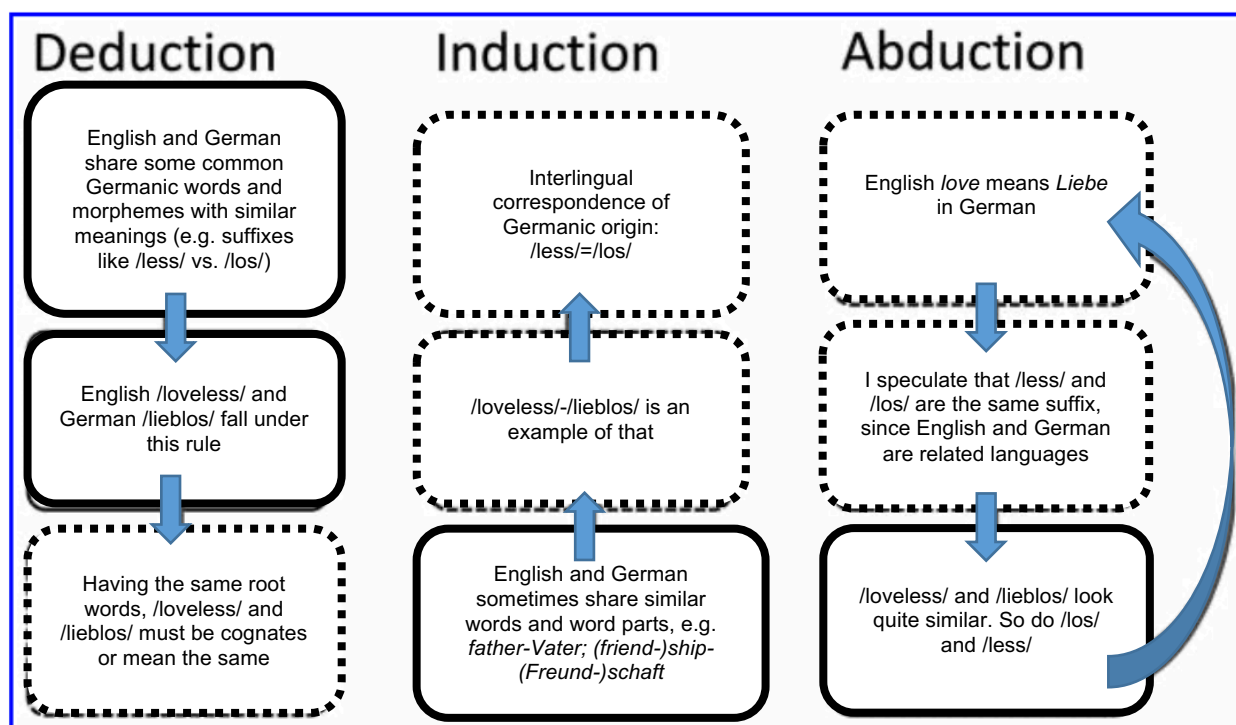 Deduction
English and German
share some common
Germanic words and
morphemes with similar
meanings (e.g. suffixes
like /less/ vs. /los/)
English /loveless/ and
German /lieblos/ fall under
this rule
Having the same root
words, /loveless/ and
/lieblos/ must be cognates
or mean the same
Induction
Interlingual
correspondence of
Germanic origin:
/less/=/los/
/loveless/-/lieblos/ is an
example of that
English and German
sometimes share similar
words and word parts, e.g.
father-Vater; (friend-)ship-
(Freund-)schaft
Abduction
English love means Liebe
in German
I speculate that /less/ and
/los/ are the same suffix,
since English and German
are related languages
/loveless/ and /lieblos/ look
quite similar. So do /los/
and /less/